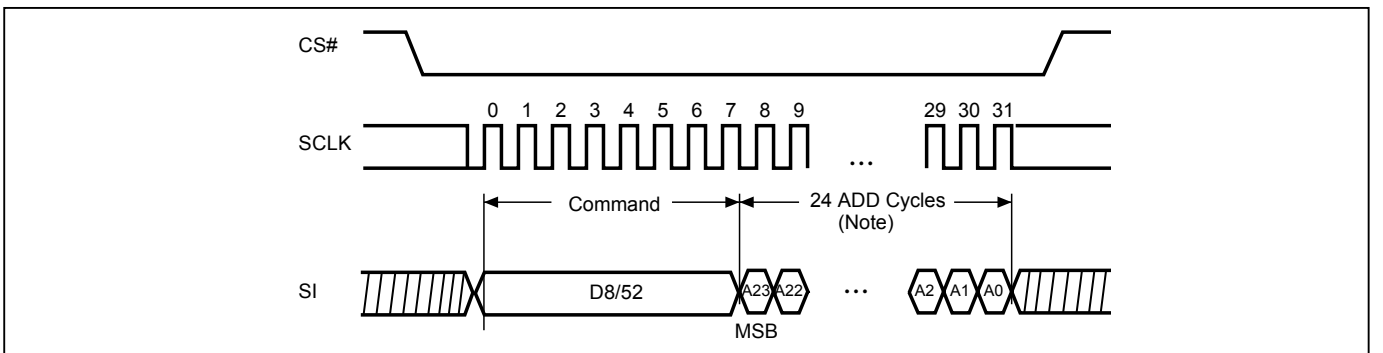 CS#
0 1 2 3 4 5 6 7 8 9 29 30 31
SCLK
...
Command
24 ADD Cycles
(Note)
SI
D8/52 A23 A22 ... A2 A1 A0
MSB